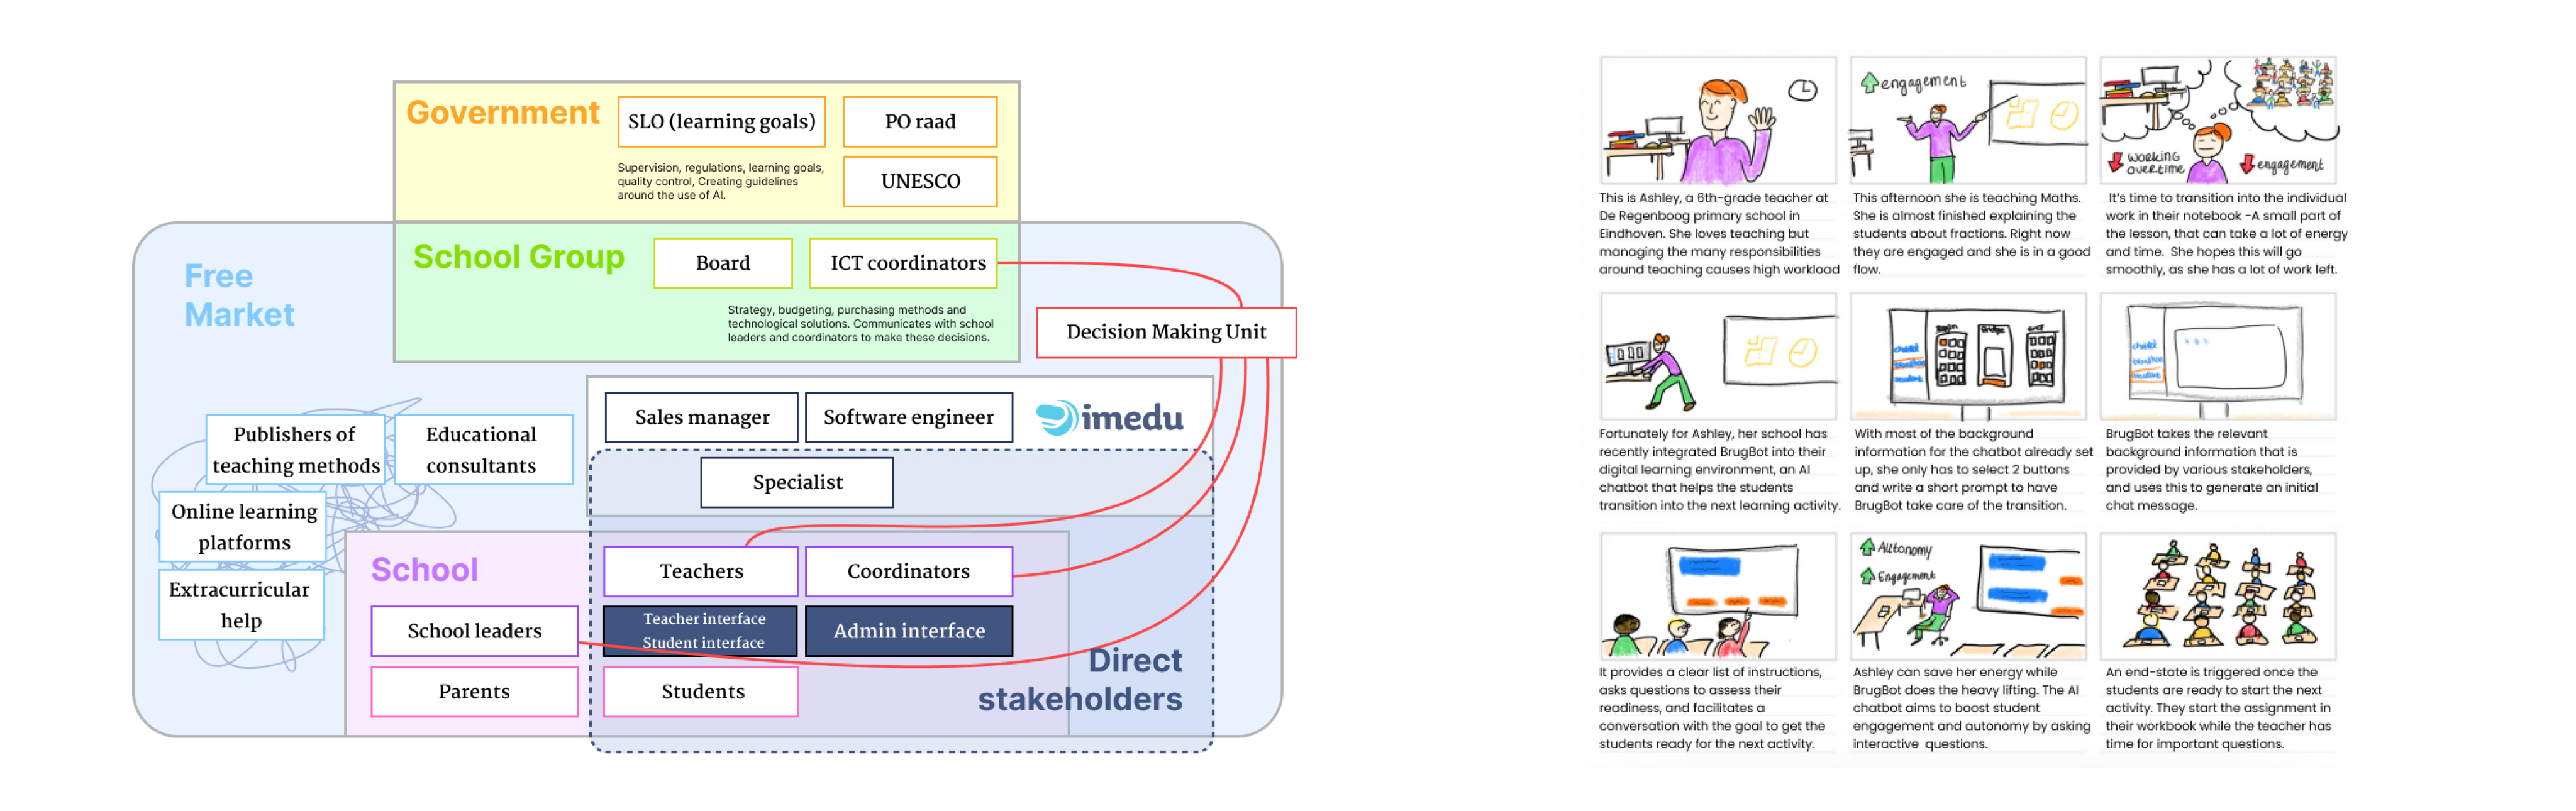 Government
SLO (learning goals)
PO raad
UNESCO
Supervision, regulations, learning goals,
quality control, Creating guidelines
around the use of AI.
Free
Market
School Group
Board
ICT coordinators
Strategy, budgeting, purchasing methods and
technological solutions. Communicates with school
leaders and coordinators to make these decisions.
Decision Making Unit
Sales manager
Software engineer
imedu
Specialist
Publishers of
teaching methods
Educational
consultants
Online learning
platforms
Extracurricular
help
School
Teachers
Coordinators
School leaders
Teacher interface
Student interface
Admin interface
Parents
Students
Direct
stakeholders
This is Ashley, a 6th-grade teacher at
De Regenboog primary school in
Eindhoven. She loves teaching but
managing the many responsibilities
around teaching causes high workload
engagement
This afternoon she is teaching Maths.
She is almost finished explaining the
students about fractions. Right now
they are engaged and she is in a good
flow.
working
overtime
engagement
It's time to transition into the individual
work in their notebook -A small part of
the lesson, that can take a lot of energy
and time. She hopes this will go
smoothly, as she has a lot of work left.
Fortunately for Ashley, her school has
recently integrated BrugBot into their
digital learning environment, an AI
chatbot that helps the students
transition into the next learning activity.
chatbot
transition
student
With most of the background
information for the chatbot already set
up, she only has to select 2 buttons
and write a short prompt to have
BrugBot take care of the transition.
chatbot
transition
student
BrugBot takes the relevant
background information that is
provided by various stakeholders,
and uses this to generate an initial
chat message.
It provides a clear list of instructions,
asks questions to assess their
readiness, and facilitates a
conversation with the goal to get the
students ready for the next activity.
Autonomy
Engagement
Ashley can save her energy while
BrugBot does the heavy lifting. The AI
chatbot aims to boost student
engagement and autonomy by asking
interactive questions.
An end-state is triggered once the
students are ready to start the next
activity. They start the assignment in
their workbook while the teacher has
time for important questions.